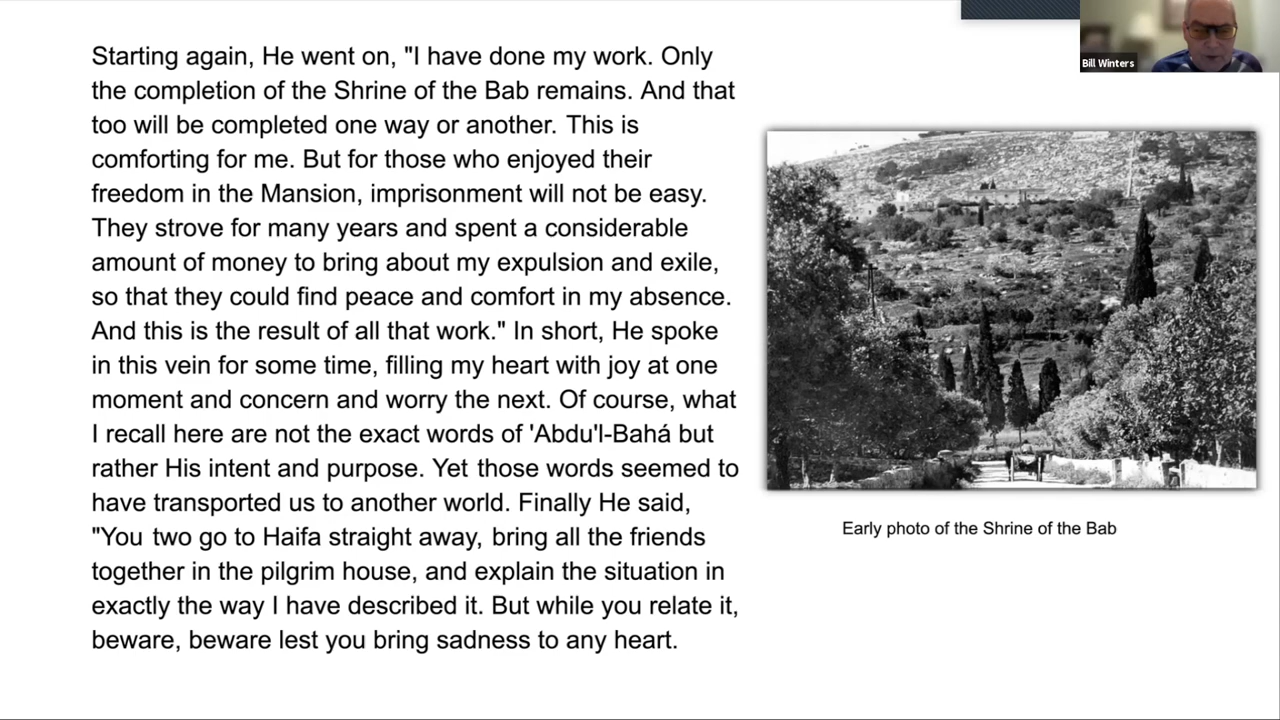 Bill Winters
Starting again, He went on, "I have done my work. Only
the completion of the Shrine of the Bab remains. And that
too will be completed one way or another. This is
comforting for me. But for those who enjoyed their
freedom in the Mansion, imprisonment will not be easy.
They strove for many years and spent a considerable
amount of money to bring about my expulsion and exile,
so that they could find peace and comfort in my absence.
And this is the result of all that work." In short, He spoke
in this vein for some time, filling my heart with joy at one
moment and concern and worry the next. Of course, what
I recall here are not the exact words of 'Abdu'l-Bahá but
rather His intent and purpose. Yet those words seemed to
have transported us to another world. Finally He said,
"You two go to Haifa straight away, bring all the friends
together in the pilgrim house, and explain the situation in
exactly the way I have described it. But while you relate it,
beware, beware lest you bring sadness to any heart.
Early photo of the Shrine of the Bab